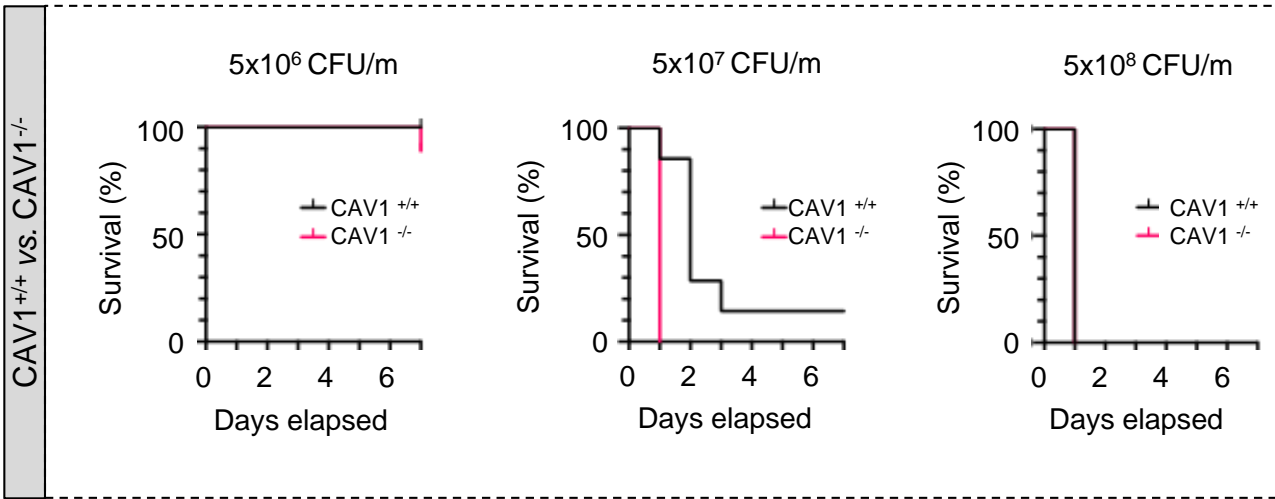 CAV1+/+ vs. CAV1-/-
5x10⁶ CFU/m
Survival (%)
100
50
0
CAV1 +/+
CAV1 -/-
0 2 4 6
Days elapsed
5x10⁷ CFU/m
Survival (%)
100
50
0
CAV1 +/+
CAV1 -/-
0 2 4 6
Days elapsed
5x10⁸ CFU/m
Survival (%)
100
50
0
CAV1 +/+
CAV1 -/-
0 2 4 6
Days elapsed